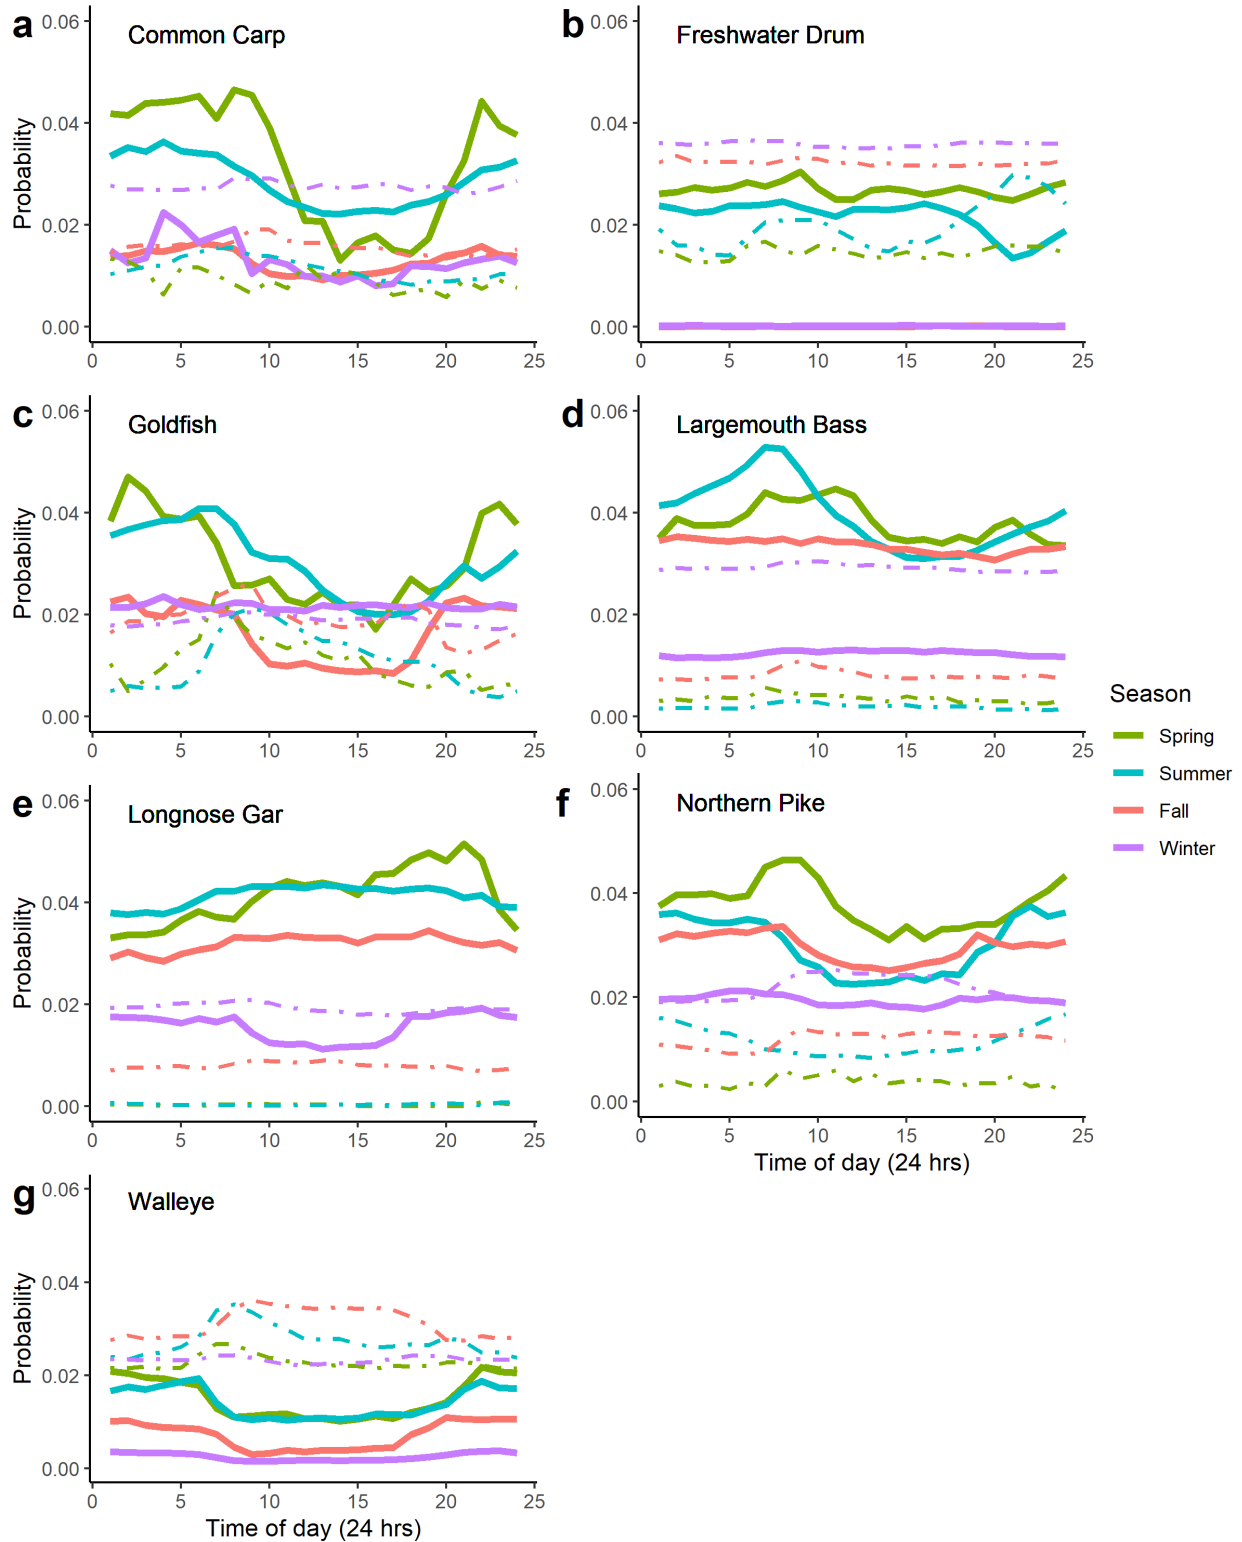 a
Common Carp
Probability
0.06
0.04
0.02
0.00
0 5 10 15 20 25
b
Freshwater Drum
0.06
0.04
0.02
0.00
0 5 10 15 20 25
c
Goldfish
Probability
0.06
0.04
0.02
0.00
0 5 10 15 20 25
d
Largemouth Bass
0.06
0.04
0.02
0.00
0 5 10 15 20 25
e
Longnose Gar
Probability
0.06
0.04
0.02
0.00
0 5 10 15 20 25
f
Northern Pike
0.06
0.04
0.02
0.00
0 5 10 15 20 25
Time of day (24 hrs)
g
Walleye
Probability
0.06
0.04
0.02
0.00
0 5 10 15 20 25
Time of day (24 hrs)
Season
Spring
Summer
Fall
Winter